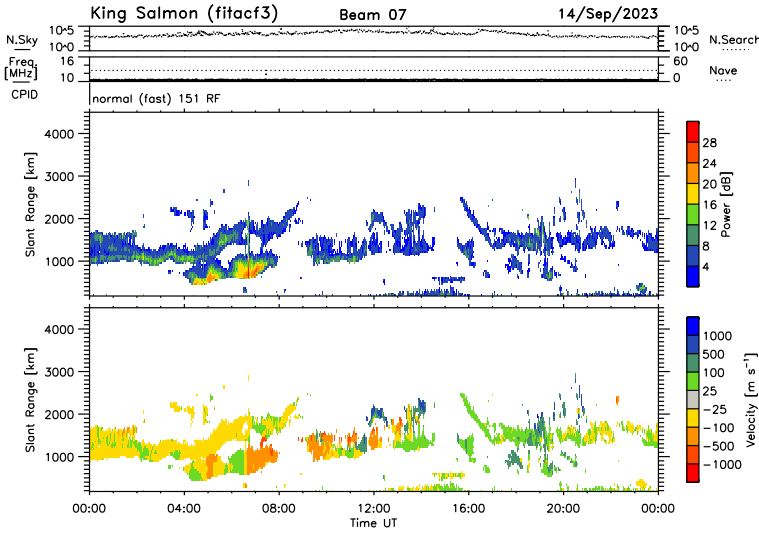 King Salmon (fitacf3) Beam 07 14/Sep/2023
N.Sky 10^5 10^0 10^5 10^0 N.Search
Freq. [MHz] 16 10 60 0 Nave
CPID normal (fast) 151 RF
Slant Range [km] 4000 3000 2000 1000
Power [dB] 28 24 20 16 12 8 4
Slant Range [km] 4000 3000 2000 1000
Velocity [m s⁻¹] 1000 500 100 25 −25 −100 −500 −1000
00:00 04:00 08:00 12:00 16:00 20:00 00:00
Time UT